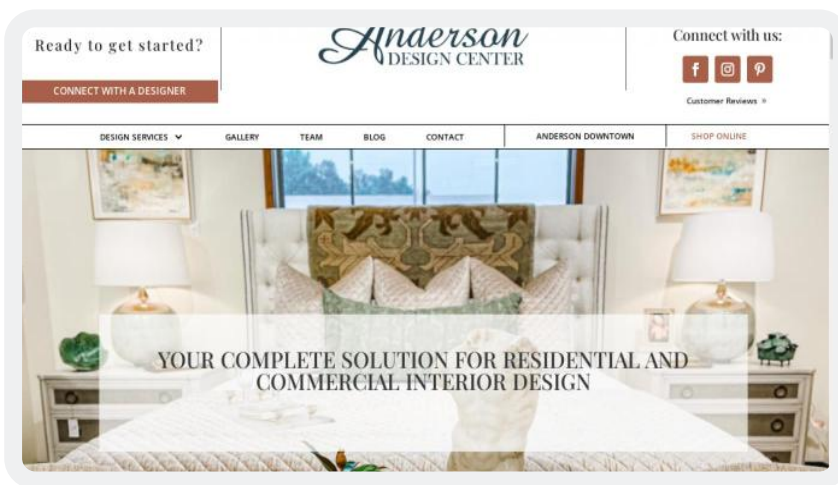 Ready to get started?
CONNECT WITH A DESIGNER
Anderson
DESIGN CENTER
Connect with us:
Customer Reviews »
DESIGN SERVICES
GALLERY
TEAM
BLOG
CONTACT
ANDERSON DOWNTOWN
SHOP ONLINE
YOUR COMPLETE SOLUTION FOR RESIDENTIAL AND
COMMERCIAL INTERIOR DESIGN